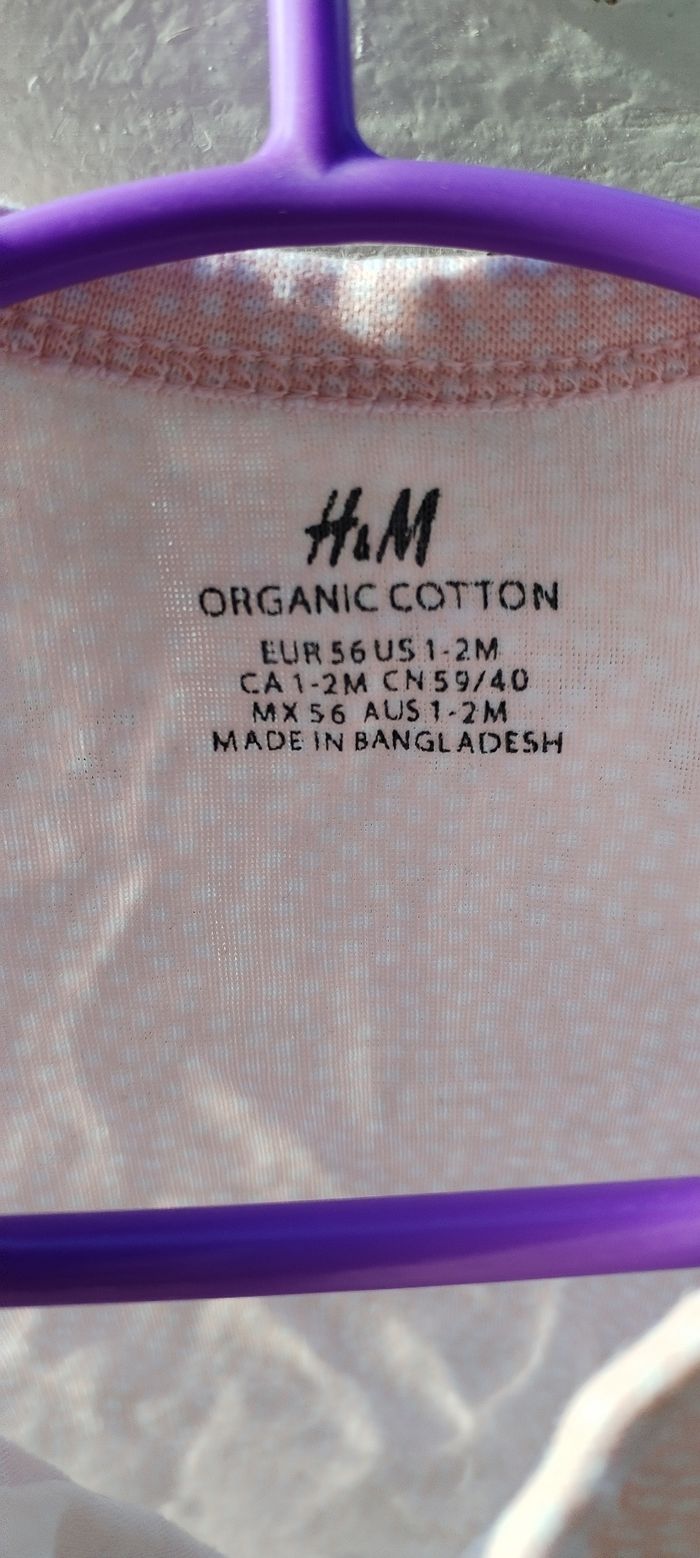 H&M
ORGANIC COTTON
EUR 56 US 1-2M
CA 1-2M CN 59/40
MX 56 AUS 1-2M
MADE IN BANGLADESH